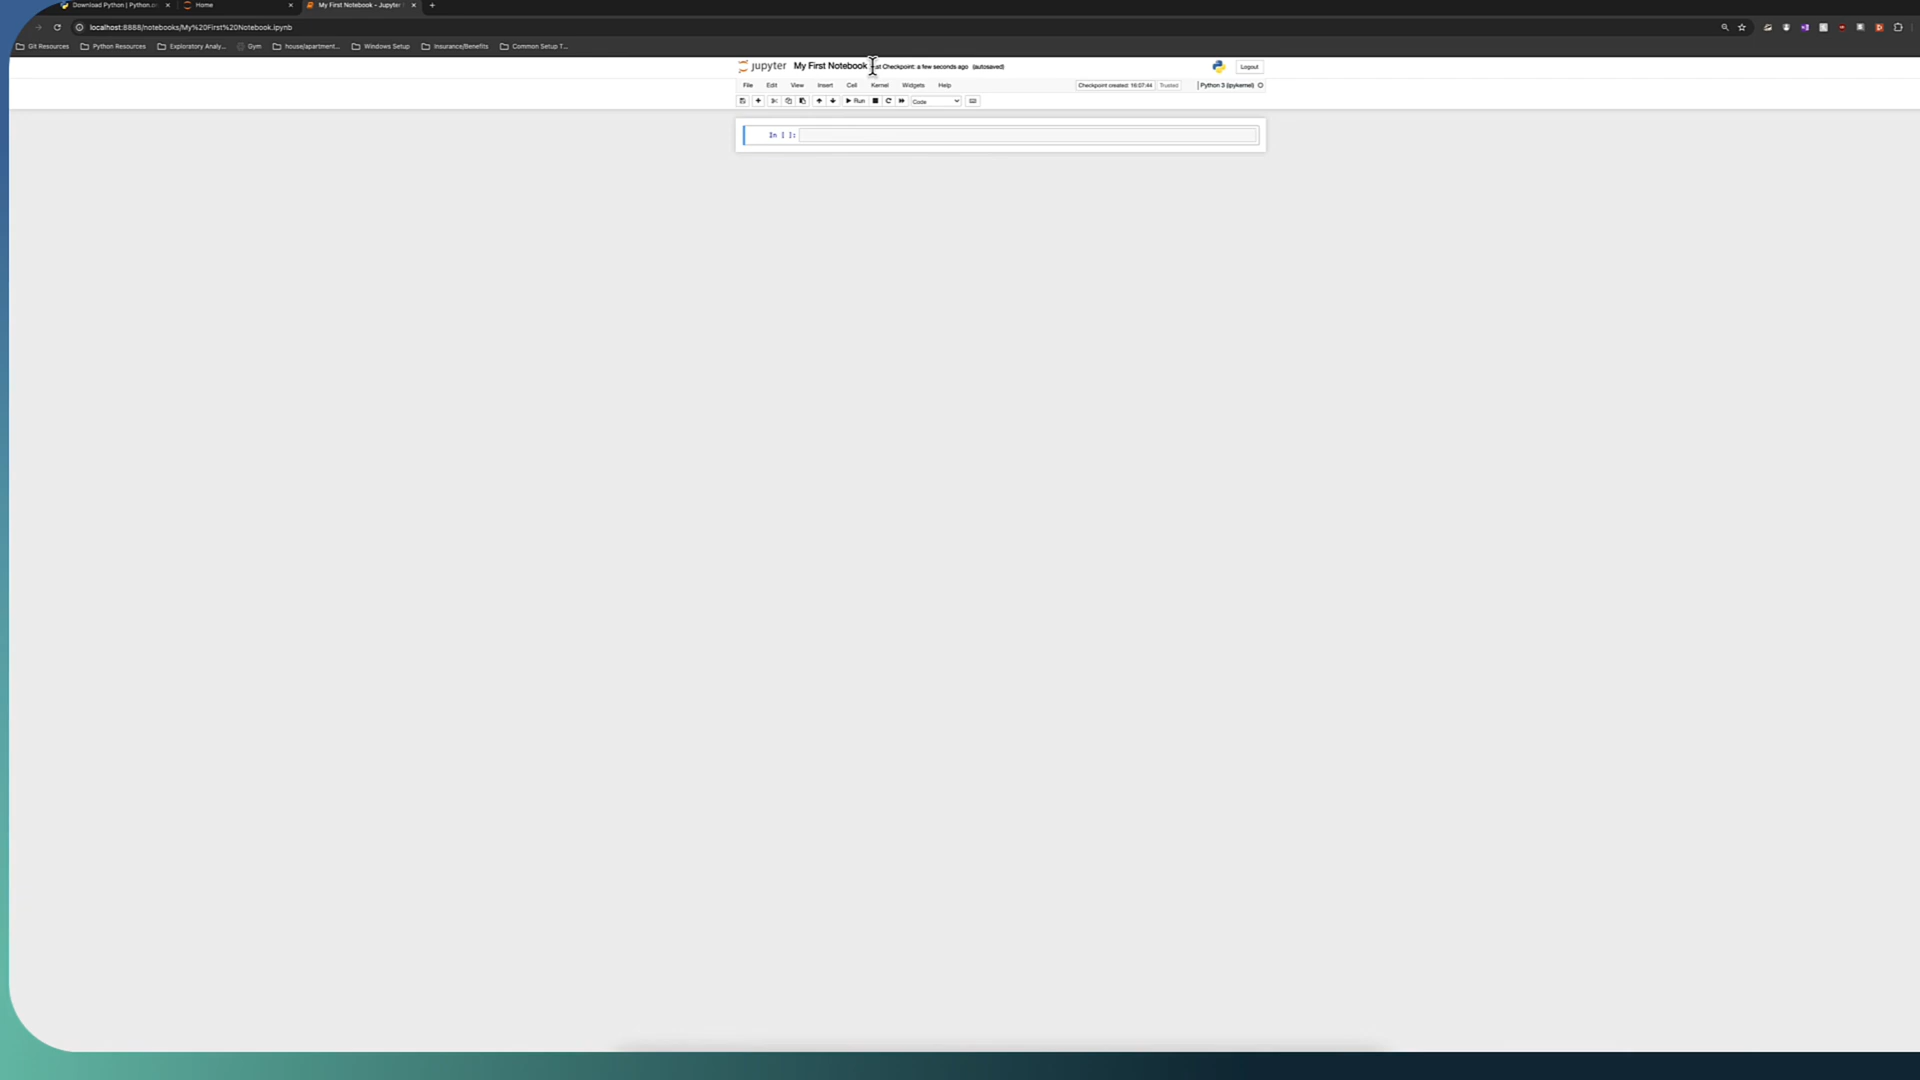 Download Python | Python.or
Home
My First Notebook - Jupyter
localhost:8888/notebooks/My%20First%20Notebook.ipynb
Git Resources Python Resources Exploratory Analy... Gym house/apartment... Windows Setup Insurance/Benefits Common Setup T...
jupyter My First Notebook Checkpoint: a few seconds ago (autosaved) Logout
File Edit View Insert Cell Kernel Widgets Help Checkpoint created: 16:07:44 Trusted Python 3 (ipykernel)
Run Code
In [ ]: